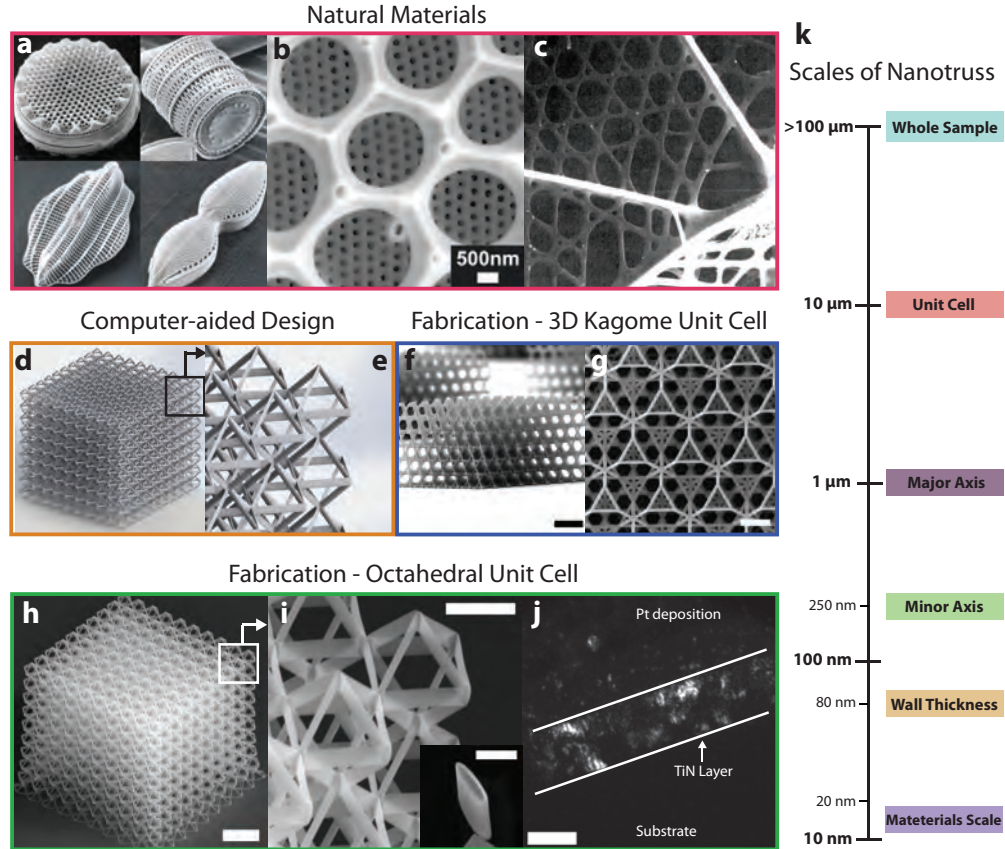 Natural Materials
a
b
c
500nm
k
Scales of Nanotruss
>100 μm
Whole Sample
10 μm
Unit Cell
1 μm
Major Axis
250 nm
Minor Axis
100 nm
80 nm
Wall Thickness
20 nm
Mateterials Scale
10 nm
Computer-aided Design
d
e
Fabrication - 3D Kagome Unit Cell
f
g
Fabrication - Octahedral Unit Cell
h
i
j
Pt deposition
TiN Layer
Substrate